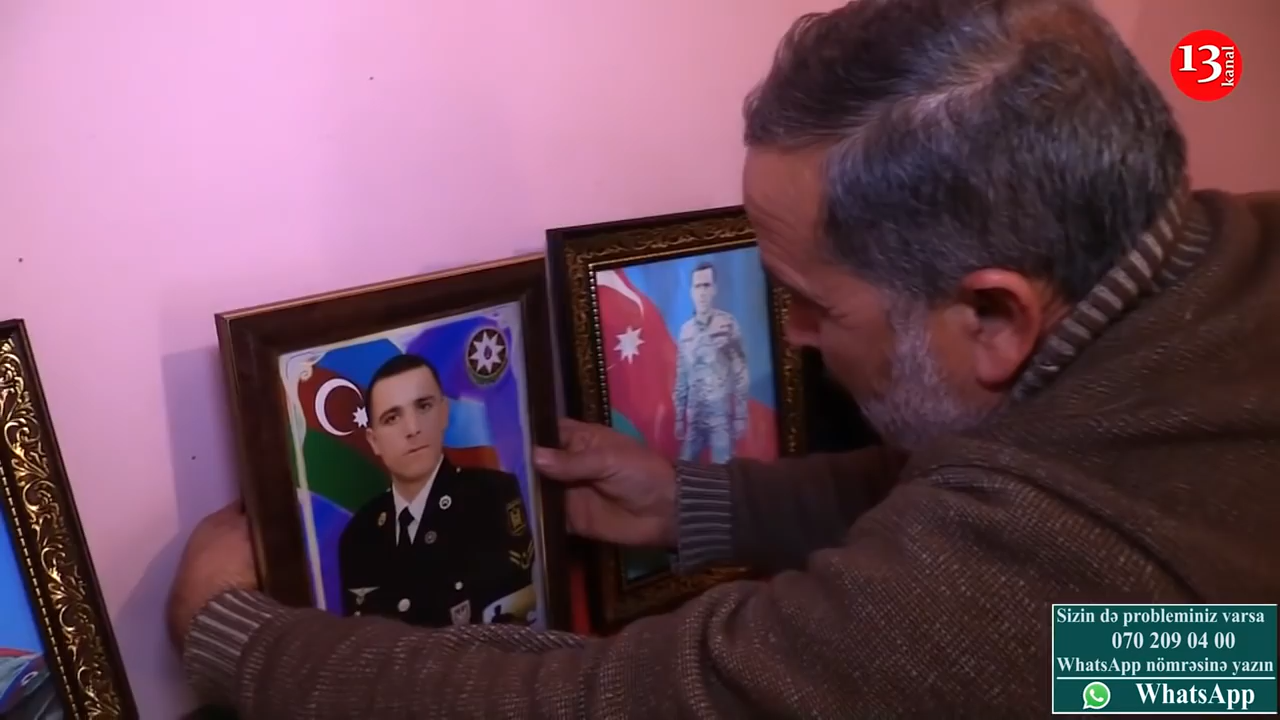 13
kanal
Sizin də probleminiz varsa
070 209 04 00
WhatsApp nömrəsinə yazın
WhatsApp